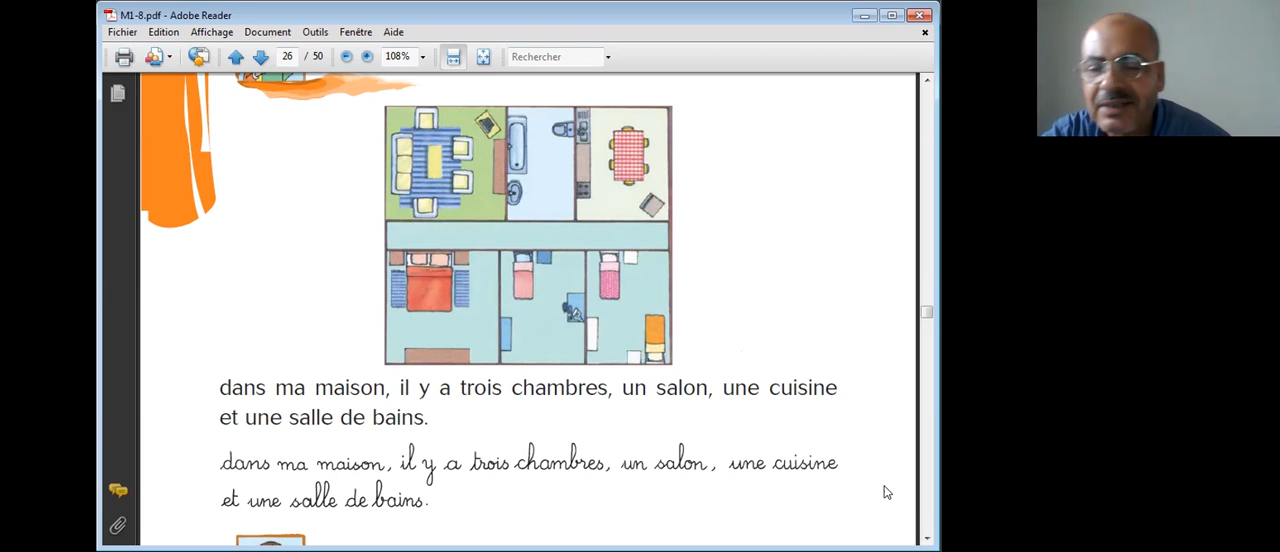 M1-8.pdf - Adobe Reader
Fichier Edition Affichage Document Outils Fenêtre Aide
26 / 50 108% Rechercher
dans ma maison, il y a trois chambres, un salon, une cuisine
et une salle de bains.
dans ma maison, il y a trois chambres, un salon, une cuisine
et une salle de bains.